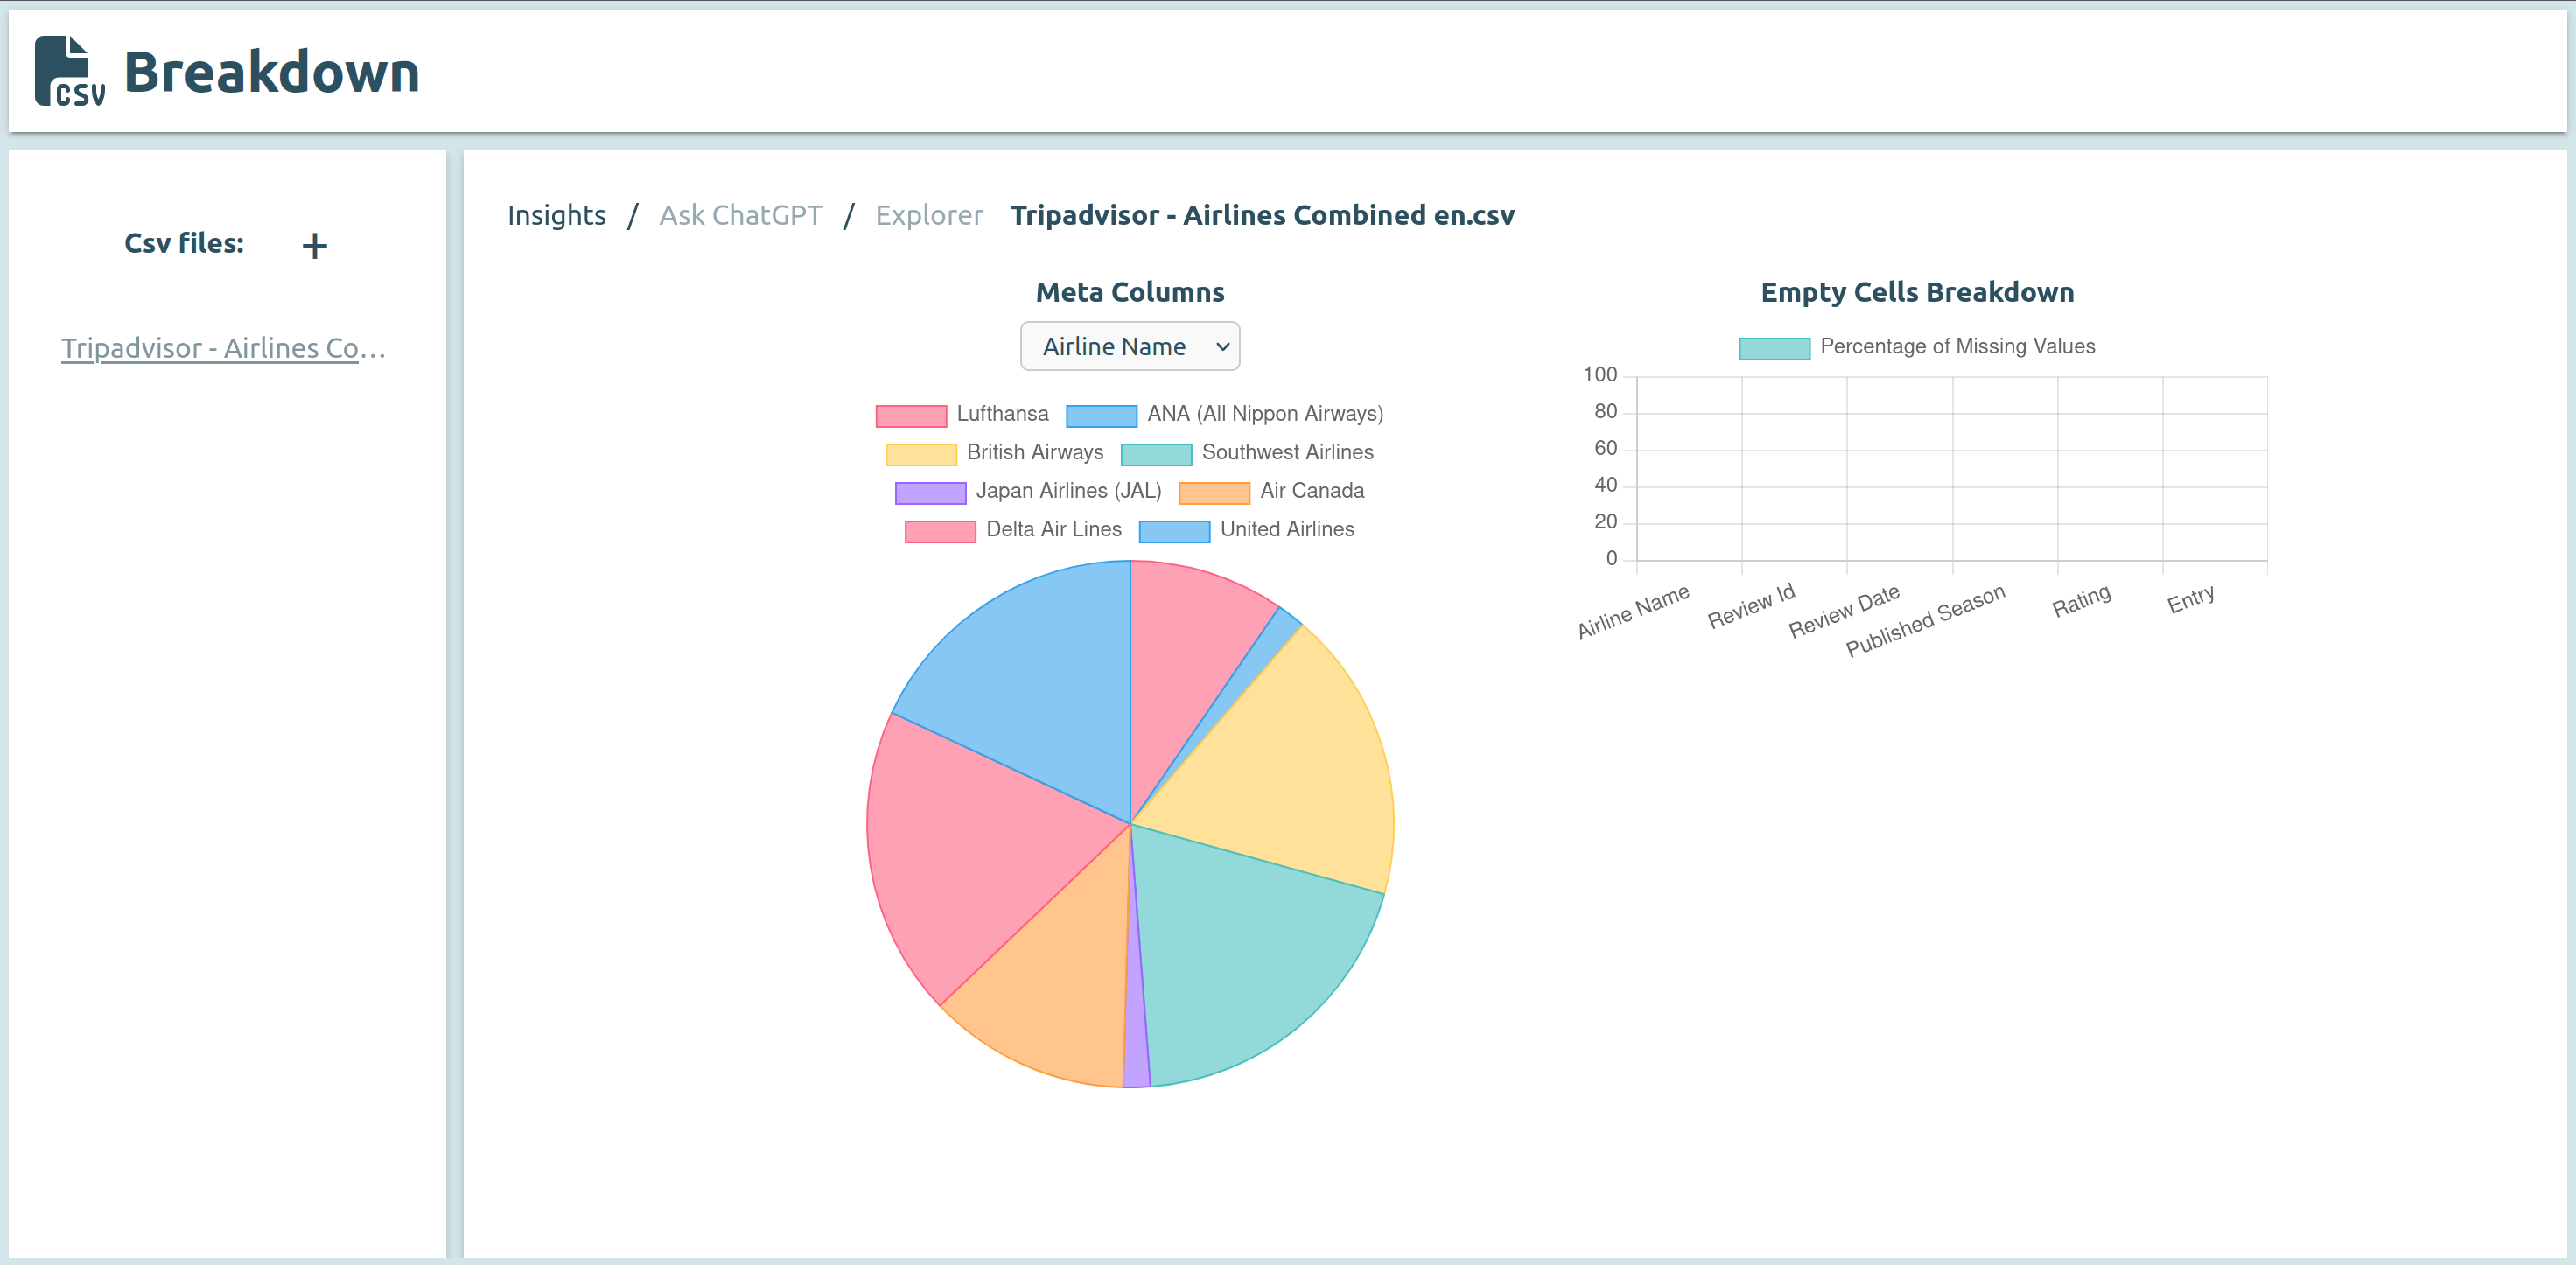 CSV Breakdown
Csv files: +
Tripadvisor - Airlines Co...
Insights / Ask ChatGPT / Explorer Tripadvisor - Airlines Combined en.csv
Meta Columns
Airline Name
Lufthansa ANA (All Nippon Airways)
British Airways Southwest Airlines
Japan Airlines (JAL) Air Canada
Delta Air Lines United Airlines
Empty Cells Breakdown
Percentage of Missing Values
100
80
60
40
20
0
Airline Name Review Id Review Date Published Season Rating Entry